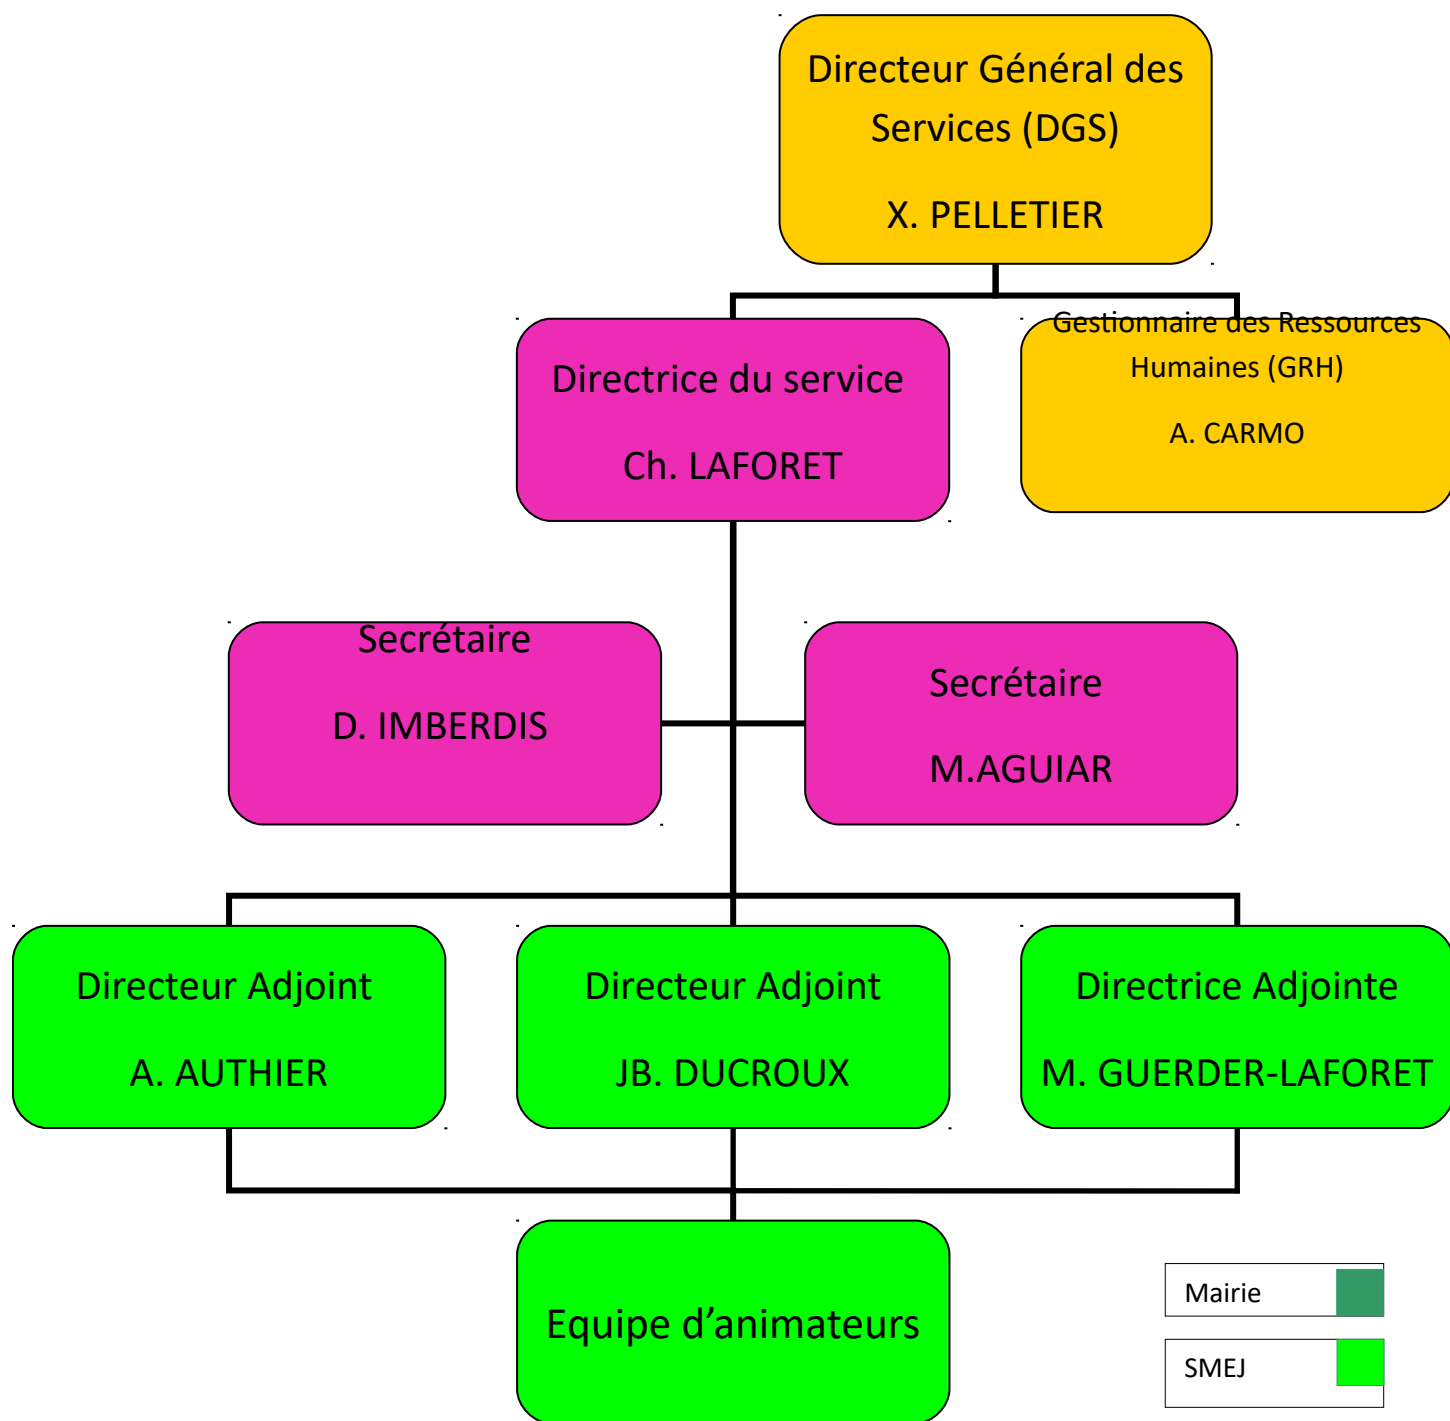 Directeur Général des
Services (DGS)
X. PELLETIER
Directrice du service
Ch. LAFORET
Gestionnaire des Ressources
Humaines (GRH)
A. CARMO
Secrétaire
D. IMBERDIS
Secrétaire
M.AGUIAR
Directeur Adjoint
A. AUTHIER
Directeur Adjoint
JB. DUCROUX
Directrice Adjointe
M. GUERDER-LAFORET
Equipe d’animateurs
Mairie
SMEJ